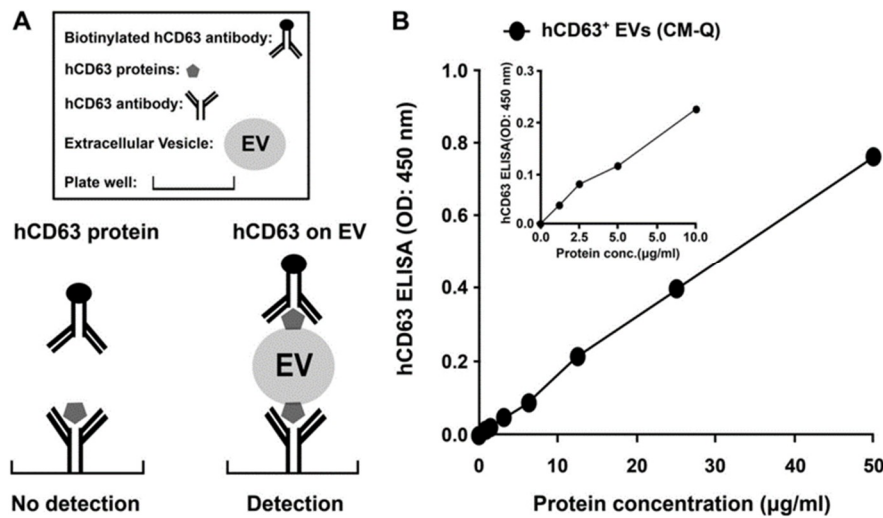 A
Biotinylated hCD63 antibody:
hCD63 proteins:
hCD63 antibody:
Extracellular Vesicle:
EV
Plate well:
hCD63 protein
hCD63 on EV
EV
No detection
Detection
B
hCD63⁺ EVs (CM-Q)
hCD63 ELISA (OD: 450 nm)
1.0
0.8
0.6
0.4
0.2
0.0
0
10
20
30
40
50
Protein concentration (µg/ml)
hCD63 ELISA(OD: 450 nm)
0.3
0.2
0.1
0.0
0.0
2.5
5.0
5.0
10.0
Protein conc.(µg/ml)